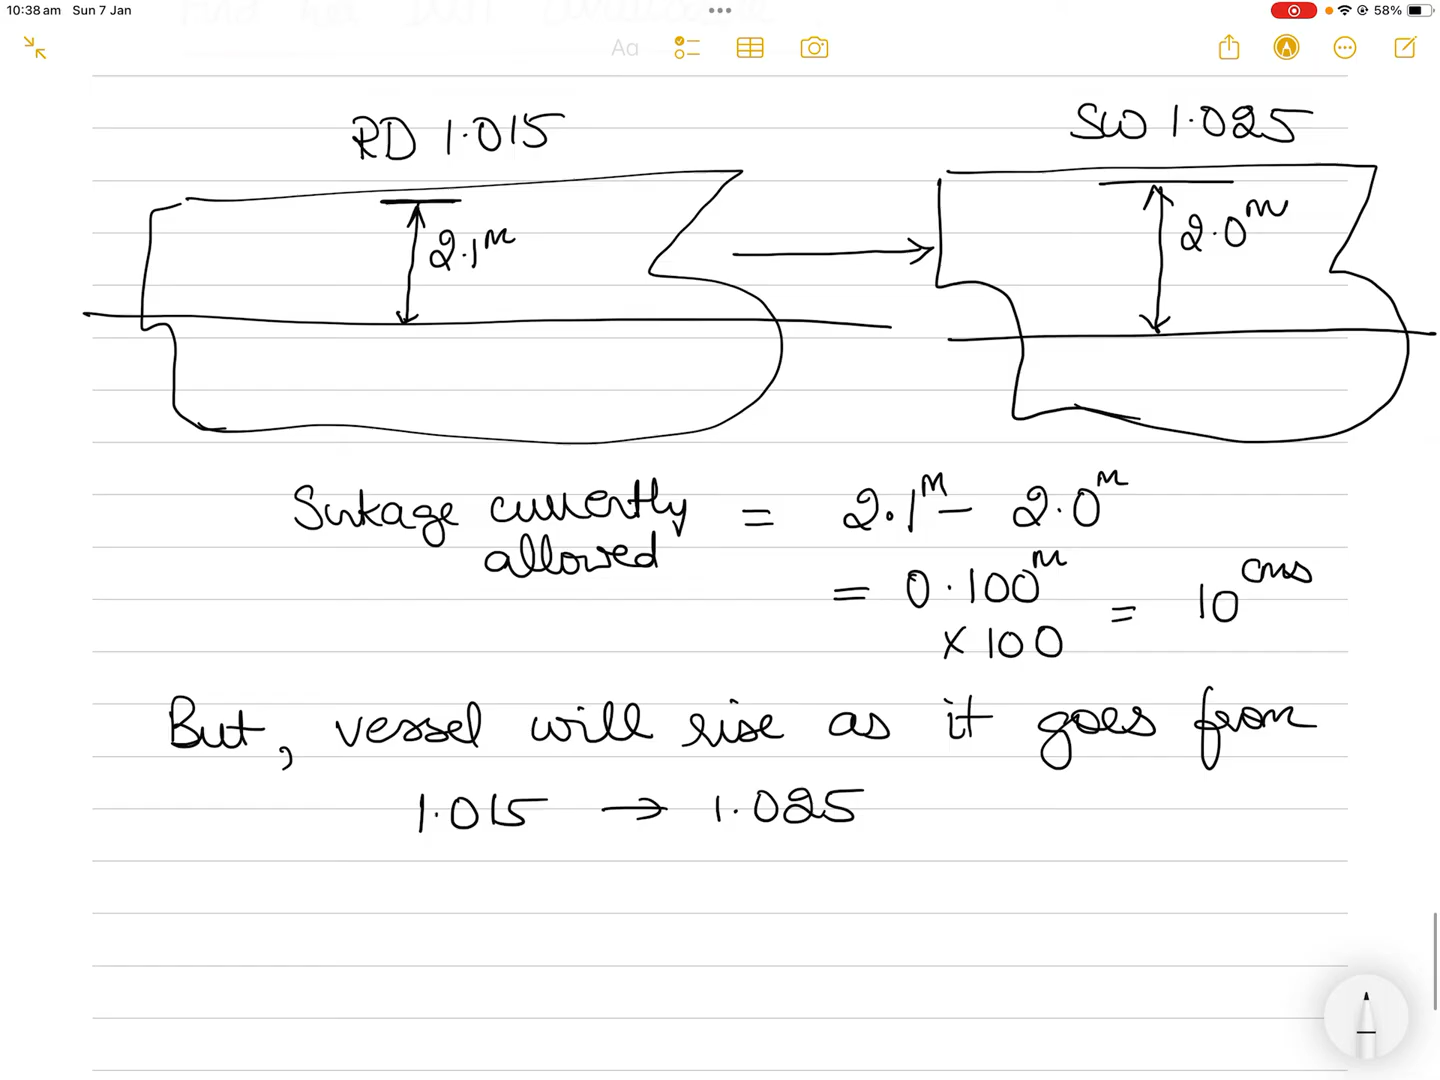 10:38 am Sun 7 Jan
58%
Aa
RD 1.015
SW 1.025
2.1m
2.0m
Sinkage currently allowed = 2.1m - 2.0m
= 0.100m x 100 = 10 cms
But, vessel will rise as it goes from
1.015 → 1.025